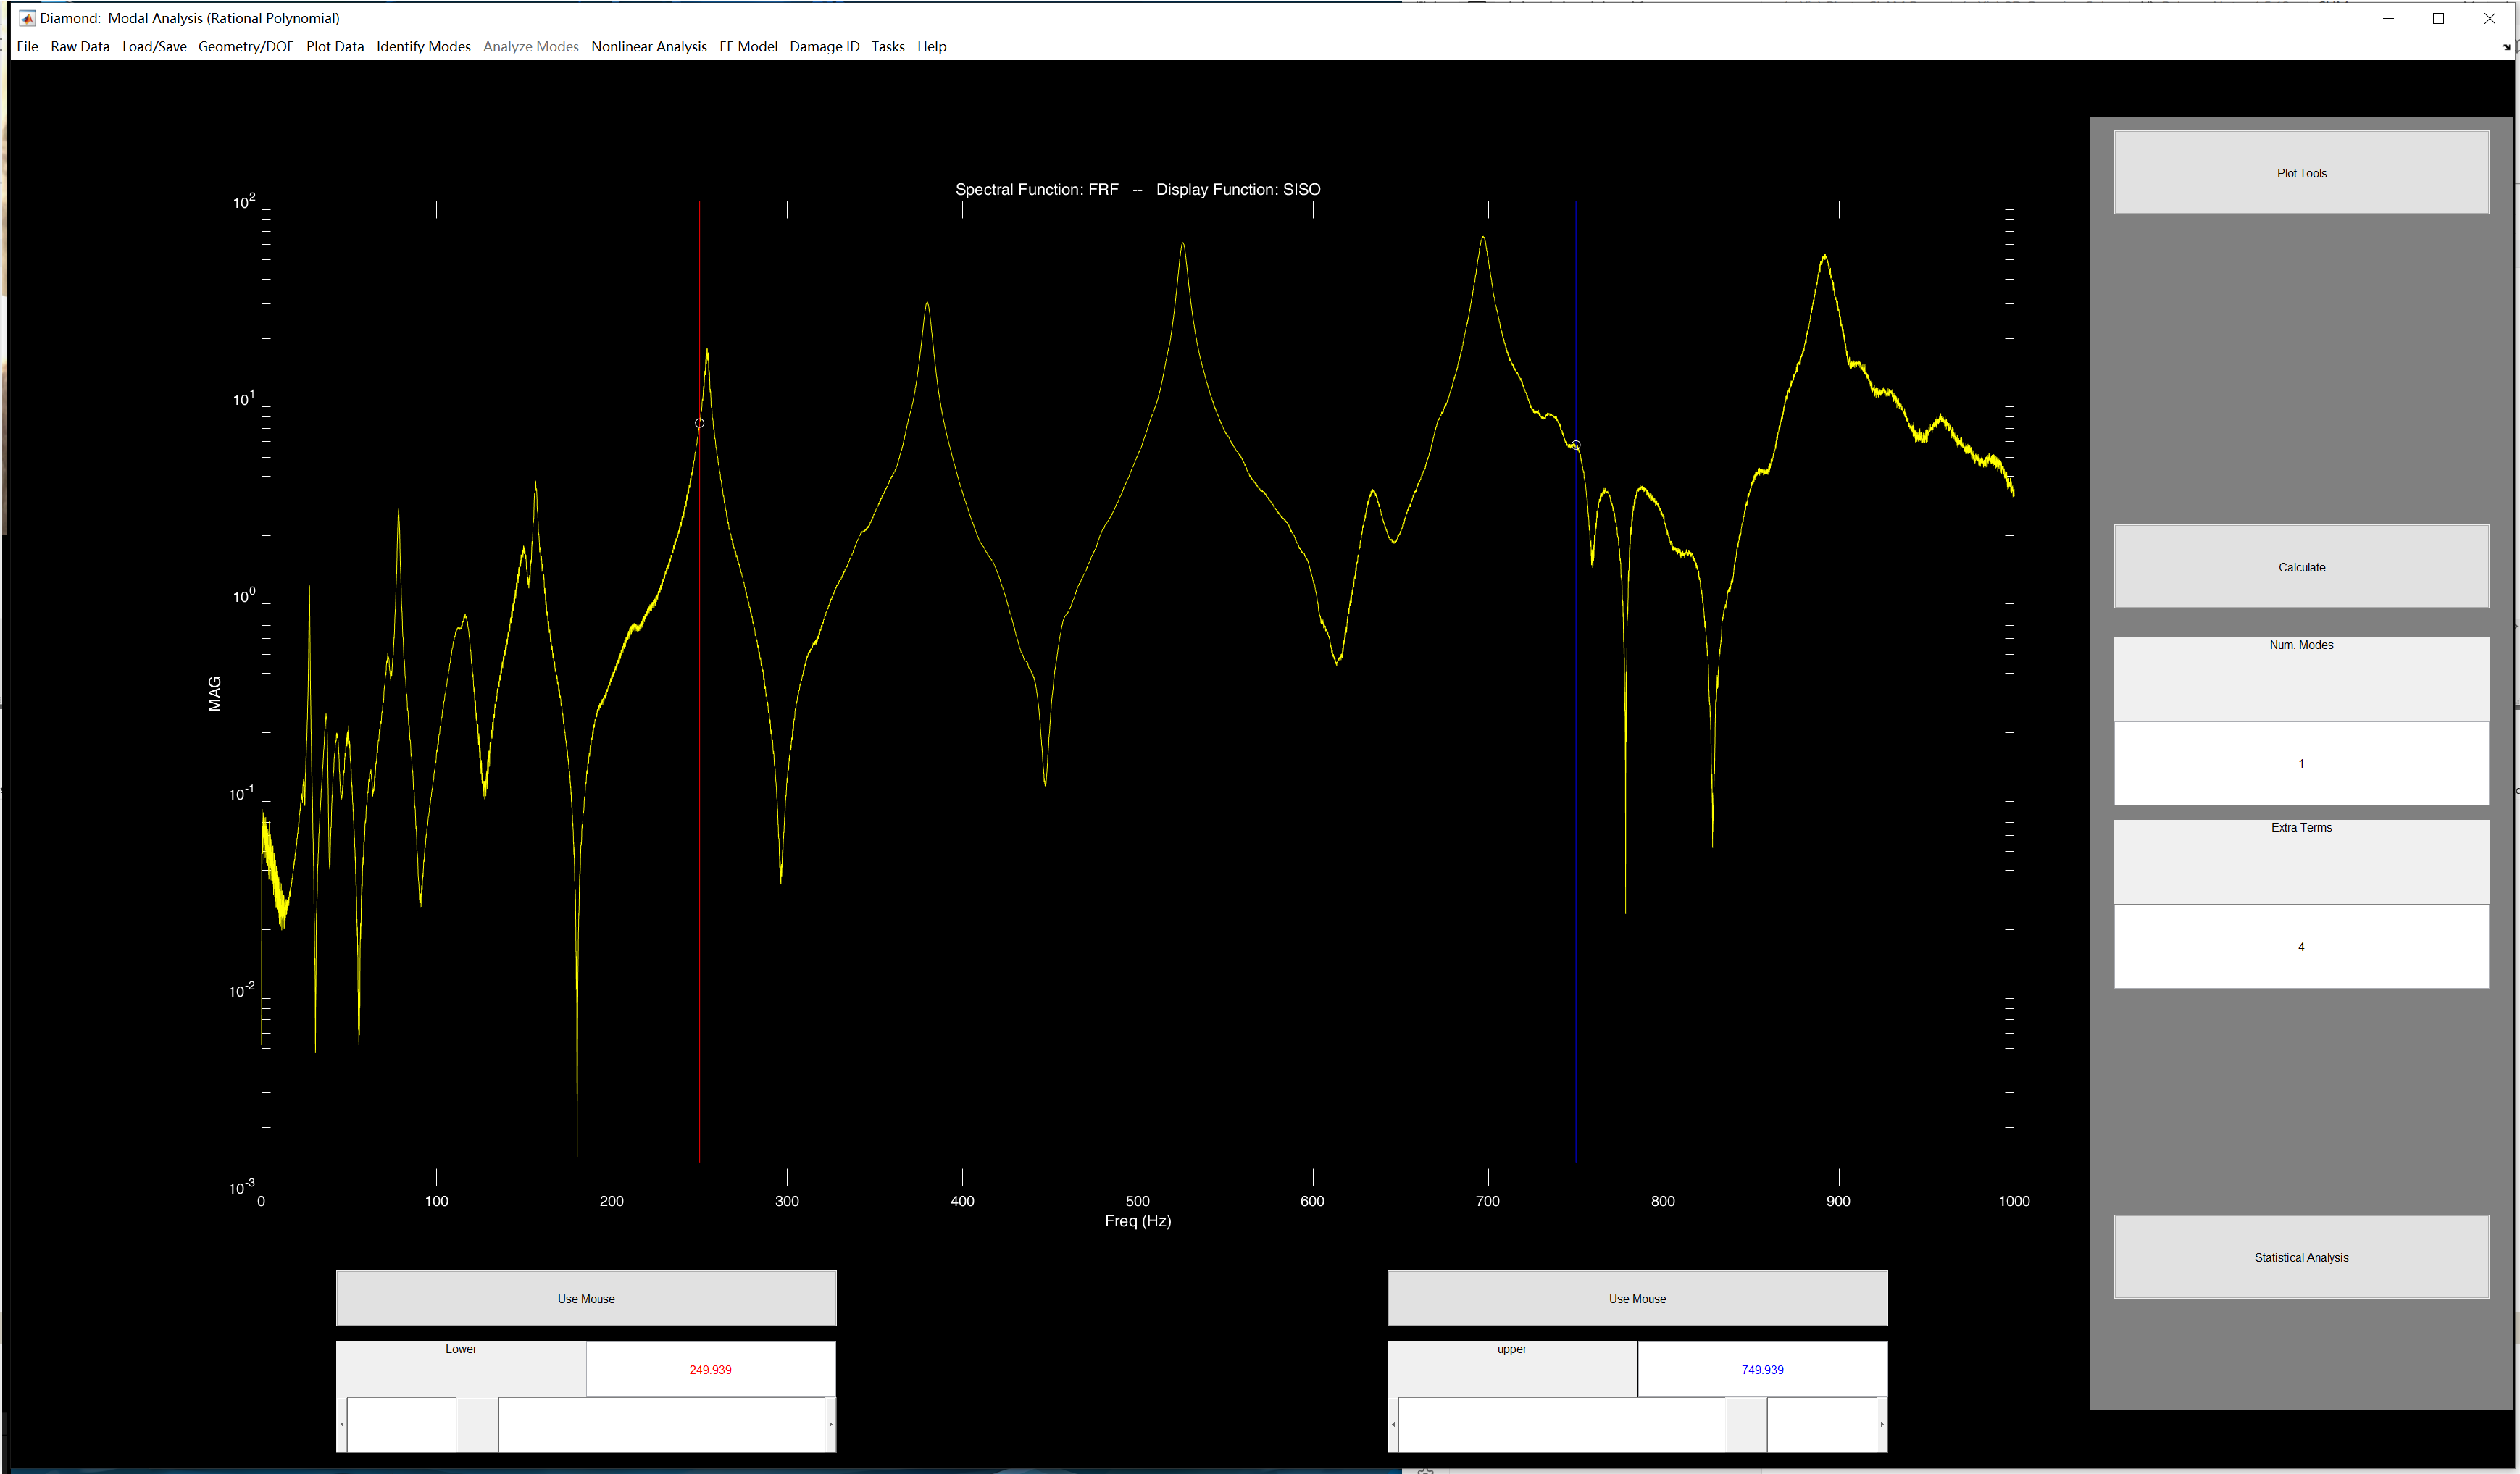 Diamond:  Modal Analysis (Rational Polynomial)
File Raw Data Load/Save Geometry/DOF Plot Data Identify Modes Analyze Modes Nonlinear Analysis FE Model Damage ID Tasks Help
Spectral Function: FRF  --  Display Function: SISO
10^2
10^1
10^0
10^-1
10^-2
10^-3
MAG
0 100 200 300 400 500 600 700 800 900 1000
Freq (Hz)
Plot Tools
Calculate
Num. Modes
1
Extra Terms
4
Statistical Analysis
Use Mouse
Lower 249.939
Use Mouse
upper 749.939